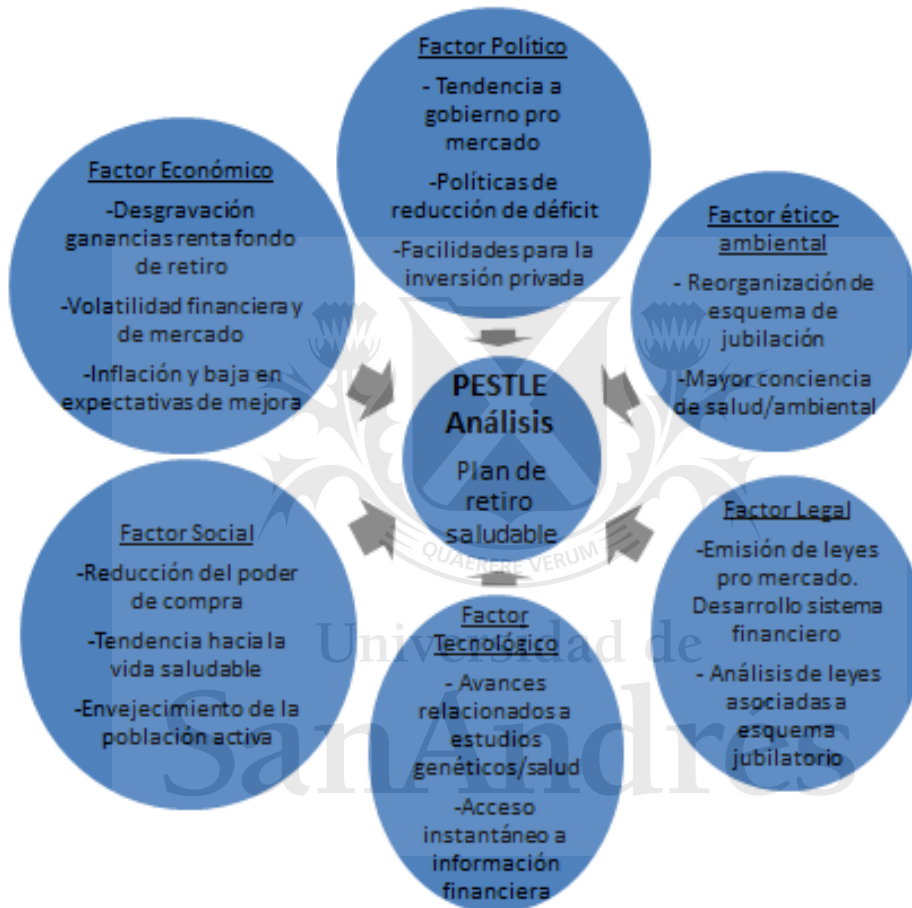 Factor Político
- Tendencia a
gobierno pro
mercado
-Políticas de
reducción de déficit
-Facilidades para la
inversión privada
Factor Económico
-Desgravación
ganancias renta fondo
de retiro
-Volatilidad financiera y
de mercado
-Inflación y baja en
expectativas de mejora
Factor ético-
ambiental
- Reorganización de
esquema de
jubilación
-Mayor conciencia
de salud/ambiental
PESTLE
Análisis
Plan de
retiro
saludable
Factor Social
-Reducción del poder
de compra
-Tendencia hacia la
vida saludable
-Envejecimiento de la
población activa
Factor Legal
-Emisión de leyes
pro mercado.
Desarrollo sistema
financiero
- Análisis de leyes
asociadas a
esquema
jubilatorio
Factor
Tecnológico
- Avances
relacionados a
estudios
genéticos/salud
-Acceso
instantáneo a
información
financiera
QUAERERE VERUM
Universidad de
SanAndrés